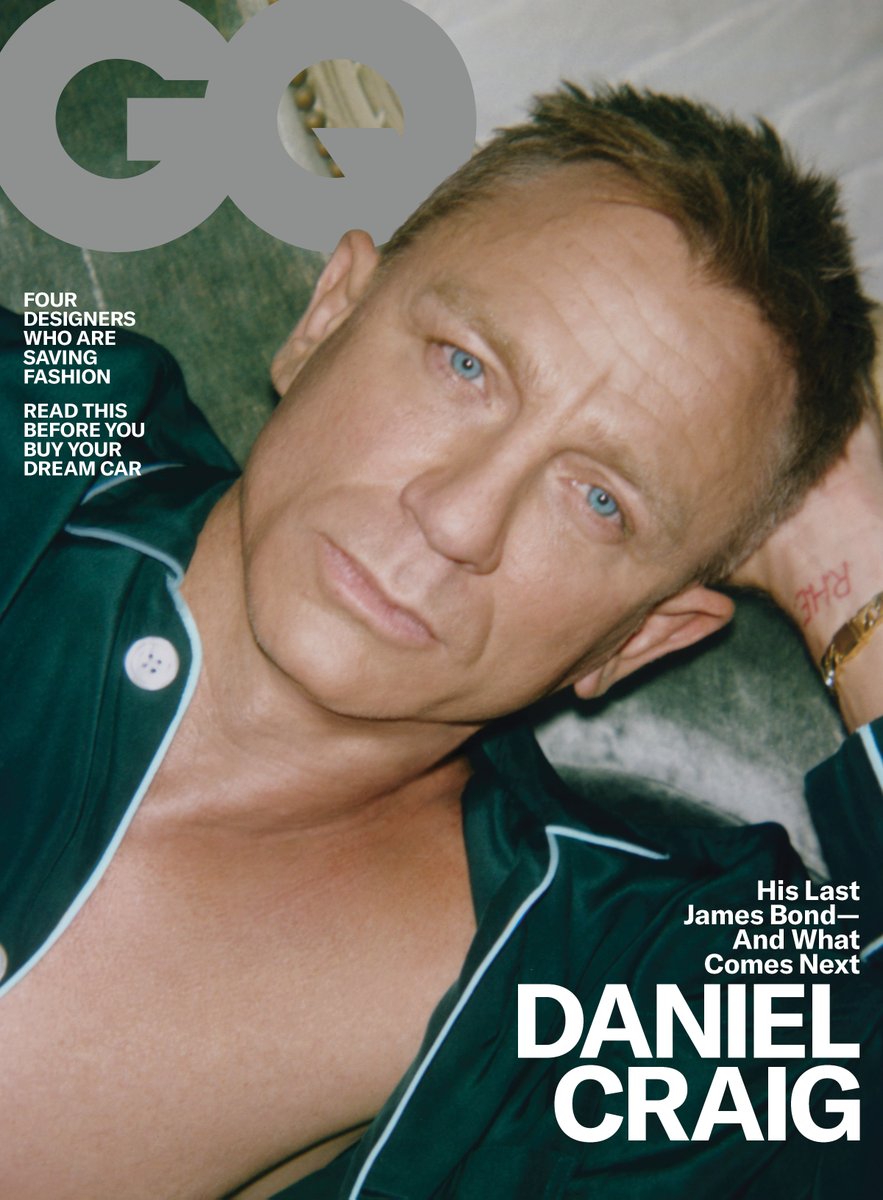 GQ
FOUR
DESIGNERS
WHO ARE
SAVING
FASHION
READ THIS
BEFORE YOU
BUY YOUR
DREAM CAR
RHE
His Last
James Bond—
And What
Comes Next
DANIEL
CRAIG